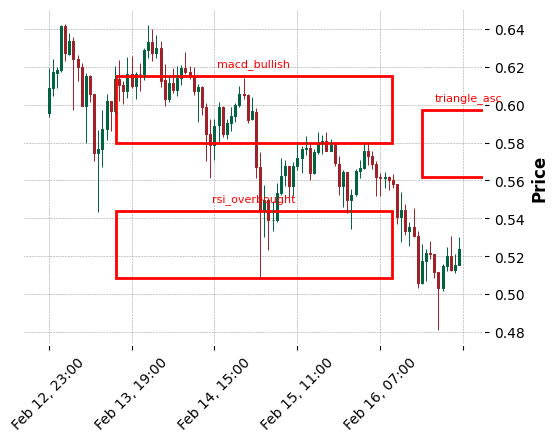 0.64
macd_bullish
0.62
triangle_asc
0.60
0.58
0.56
rsi_overbought
0.54
0.52
0.50
0.48
Price
Feb 12, 23:00
Feb 13, 19:00
Feb 14, 15:00
Feb 15, 11:00
Feb 16, 07:00